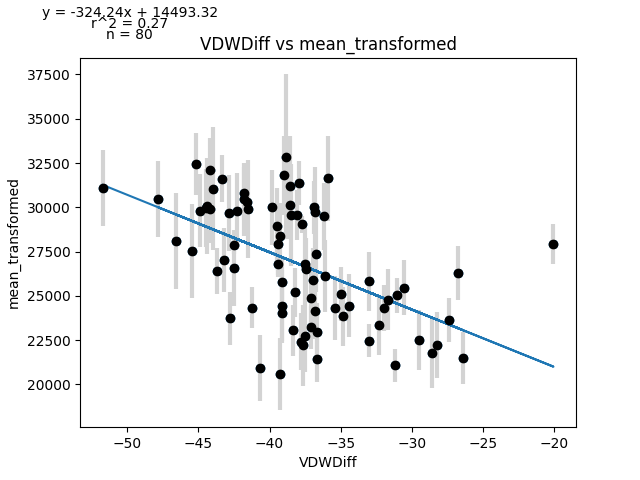 y = -324.24x + 14493.32
r^2 = 0.27
n = 80
VDWDiff vs mean_transformed
37500
35000
32500
30000
27500
25000
22500
20000
mean_transformed
−50
−45
−40
−35
−30
−25
−20
VDWDiff